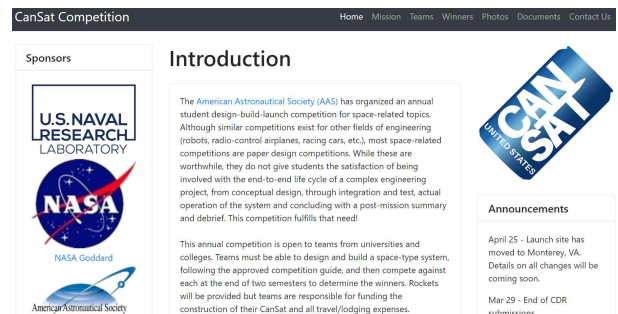 CanSat Competition
Home Mission Teams Winners Photos Documents Contact Us
Sponsors
U.S. NAVAL
RESEARCH
LABORATORY
NASA
NASA Goddard
American Astronautical Society
Introduction
The American Astronautical Society (AAS) has organized an annual
student design-build-launch competition for space-related topics.
Although similar competitions exist for other fields of engineering
(robots, radio-control airplanes, racing cars, etc.), most space-related
competitions are paper design competitions. While these are
worthwhile, they do not give students the satisfaction of being
involved with the end-to-end life cycle of a complex engineering
project, from conceptual design, through integration and test, actual
operation of the system and concluding with a post-mission summary
and debrief. This competition fulfills that need!
This annual competition is open to teams from universities and
colleges. Teams must be able to design and build a space-type system,
following the approved competition guide, and then compete against
each at the end of two semesters to determine the winners. Rockets
will be provided but teams are responsible for funding the
construction of their CanSat and all travel/lodging expenses.
CAN
SAT
UNITED STATES
Announcements
April 25 - Launch site has
moved to Monterey, VA.
Details on all changes will be
coming soon.
Mar 29 - End of CDR
submissions